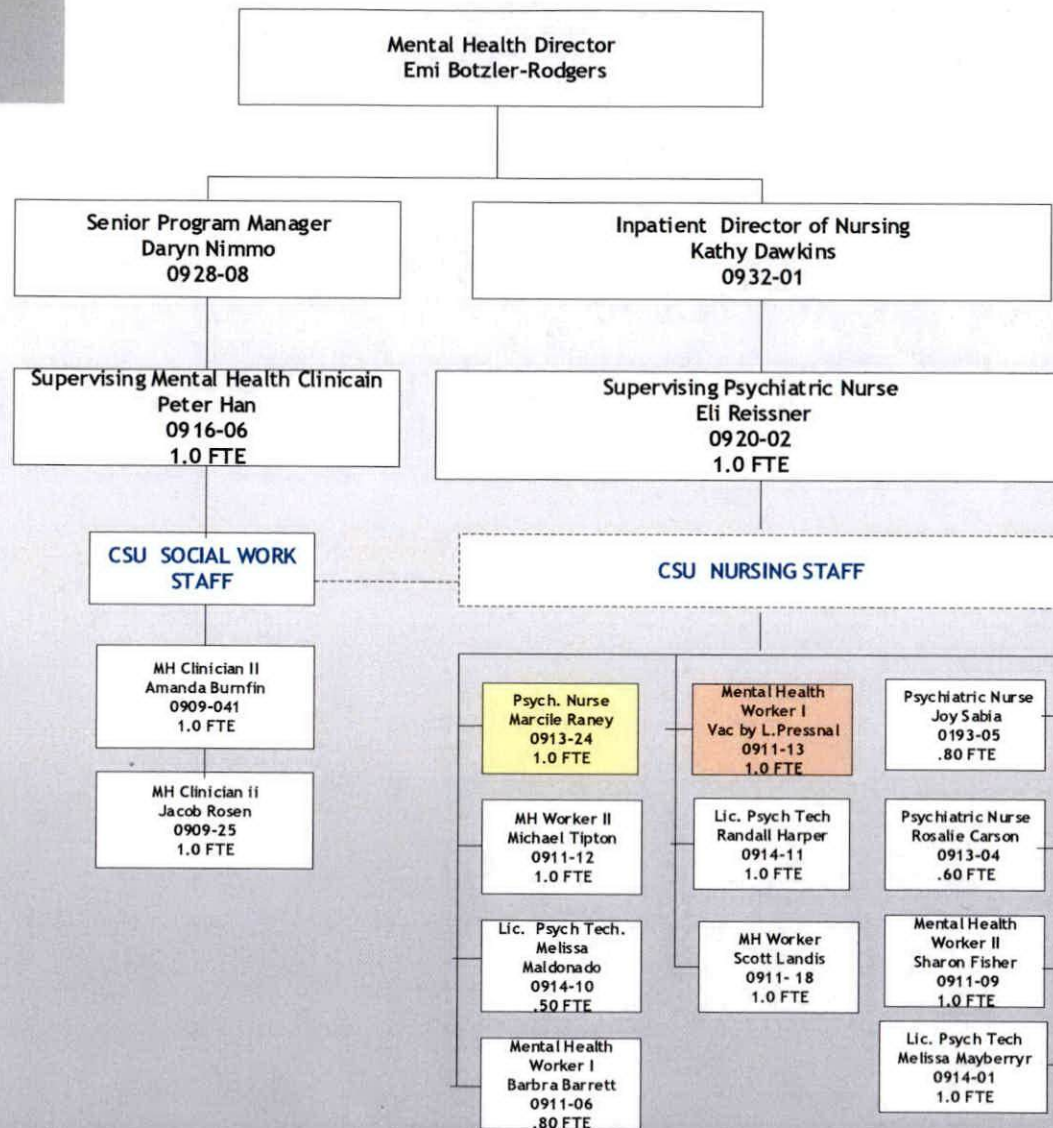 Mental Health Director
Emi Botzler-Rodgers
Senior Program Manager
Daryn Nimmo
0928-08
Inpatient Director of Nursing
Kathy Dawkins
0932-01
Supervising Mental Health Clinicain
Peter Han
0916-06
1.0 FTE
Supervising Psychiatric Nurse
Eli Reissner
0920-02
1.0 FTE
CSU SOCIAL WORK
STAFF
CSU NURSING STAFF
MH Clinician II
Amanda Burnfin
0909-041
1.0 FTE
MH Clinician ii
Jacob Rosen
0909-25
1.0 FTE
Psych. Nurse
Marcile Raney
0913-24
1.0 FTE
MH Worker II
Michael Tipton
0911-12
1.0 FTE
Lic. Psych Tech.
Melissa
Maldonado
0914-10
.50 FTE
Mental Health
Worker I
Barbra Barrett
0911-06
.80 FTE
Mental Health
Worker I
Vac by L.Pressnal
0911-13
1.0 FTE
Lic. Psych Tech
Randall Harper
0914-11
1.0 FTE
MH Worker
Scott Landis
0911- 18
1.0 FTE
Psychiatric Nurse
Joy Sabia
0193-05
.80 FTE
Psychiatric Nurse
Rosalie Carson
0913-04
.60 FTE
Mental Health
Worker II
Sharon Fisher
0911-09
1.0 FTE
Lic. Psych Tech
Melissa Mayberryr
0914-01
1.0 FTE